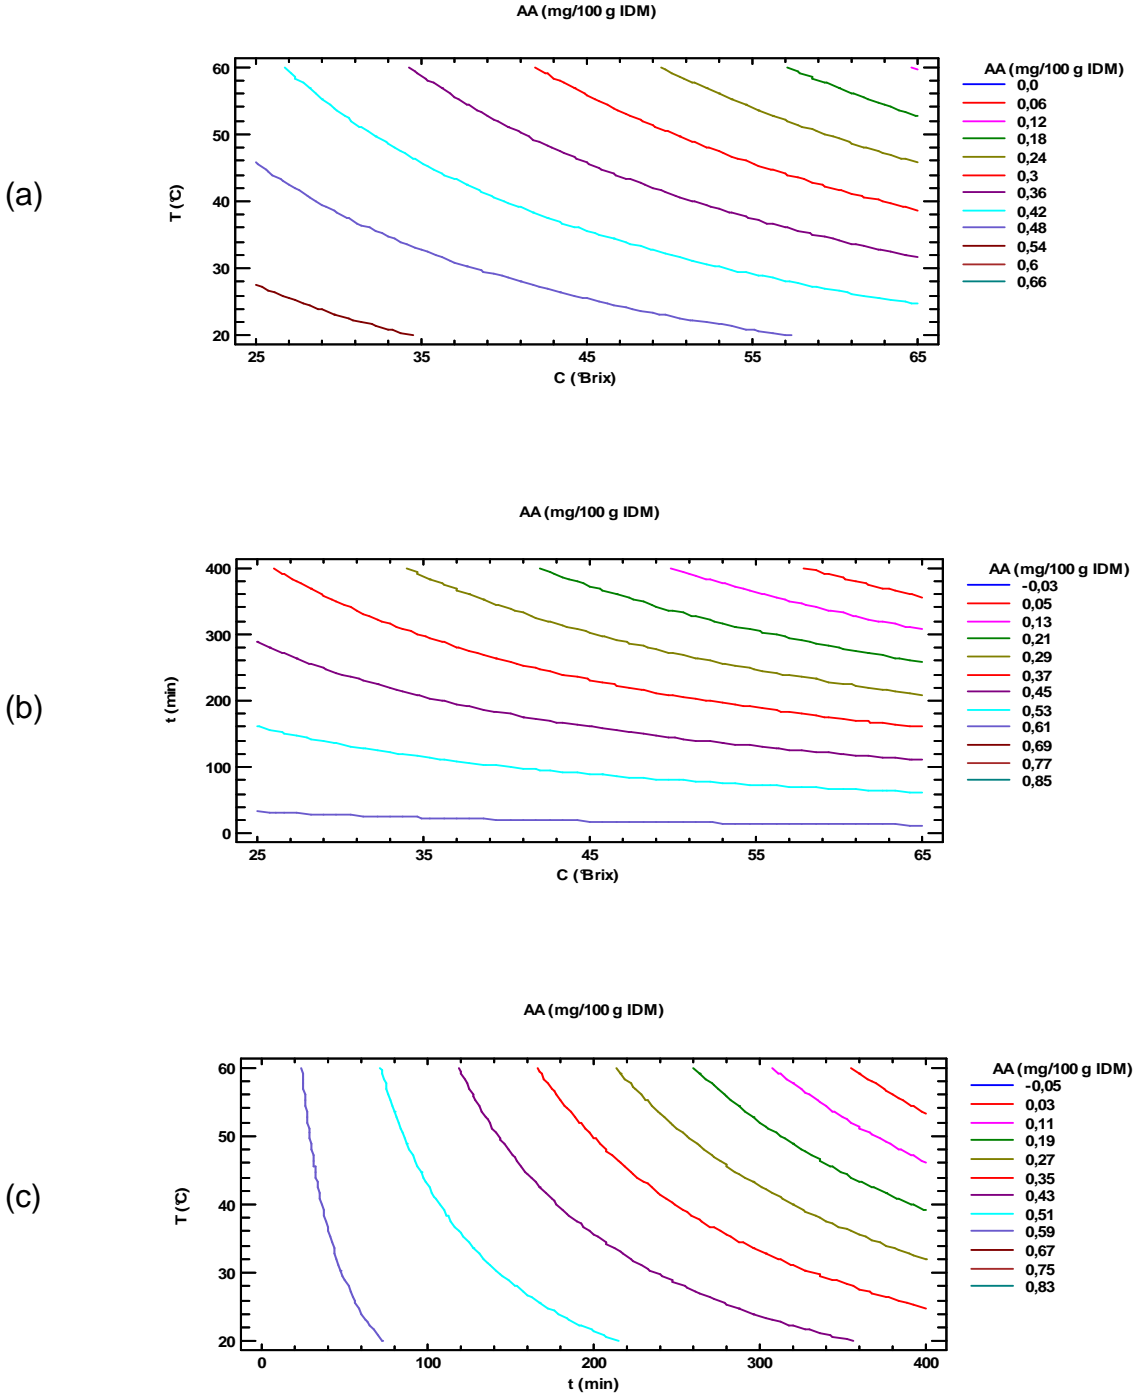 AA (mg/100 g IDM)
(a)
T (°C)
60
50
40
30
20
25 35 45 55 65
C (°Brix)
AA (mg/100 g IDM)
0,0
0,06
0,12
0,18
0,24
0,3
0,36
0,42
0,48
0,54
0,6
0,66
AA (mg/100 g IDM)
(b)
t (min)
400
300
200
100
0
25 35 45 55 65
C (°Brix)
AA (mg/100 g IDM)
-0,03
0,05
0,13
0,21
0,29
0,37
0,45
0,53
0,61
0,69
0,77
0,85
AA (mg/100 g IDM)
(c)
T (°C)
60
50
40
30
20
0 100 200 300 400
t (min)
AA (mg/100 g IDM)
-0,05
0,03
0,11
0,19
0,27
0,35
0,43
0,51
0,59
0,67
0,75
0,83